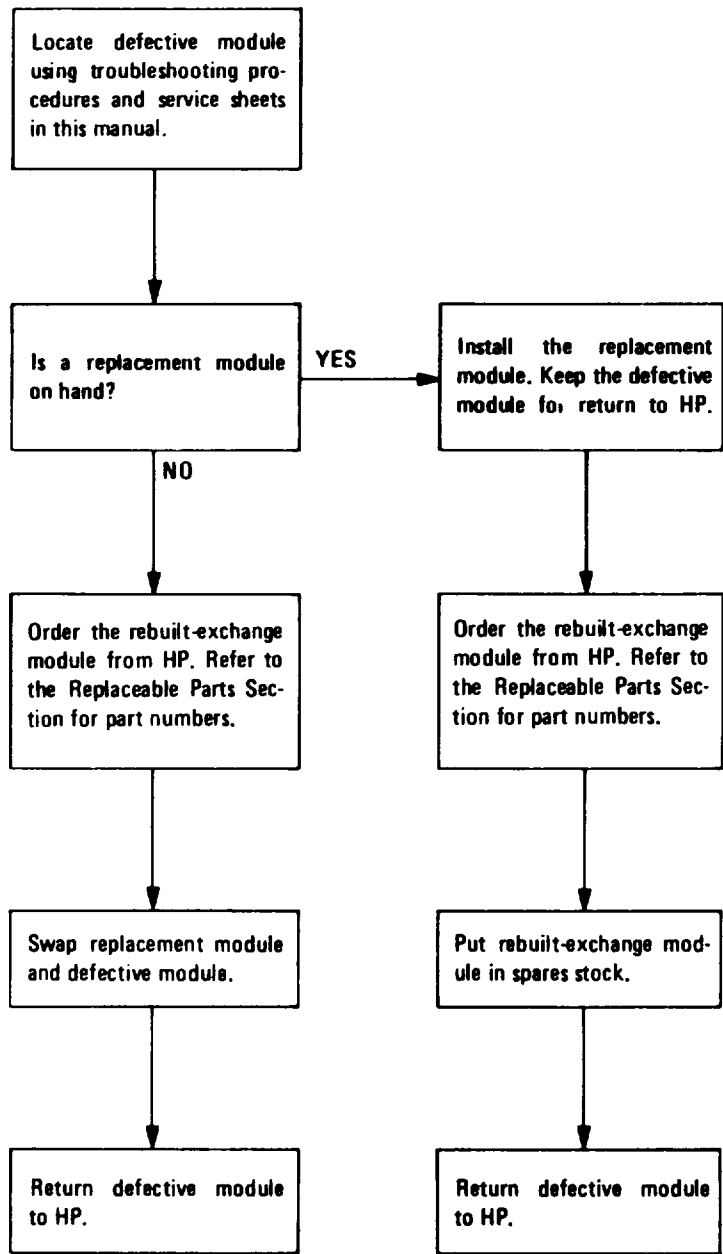 Locate defective module
using troubleshooting pro-
cedures and service sheets
in this manual.
Is a replacement module
on hand?
YES
Install the replacement
module. Keep the defective
module for return to HP.
NO
Order the rebuilt-exchange
module from HP. Refer to
the Replaceable Parts Sec-
tion for part numbers.
Order the rebuilt-exchange
module from HP. Refer to
the Replaceable Parts Sec-
tion for part numbers.
Swap replacement module
and defective module.
Put rebuilt-exchange mod-
ule in spares stock.
Return defective module
to HP.
Return defective module
to HP.